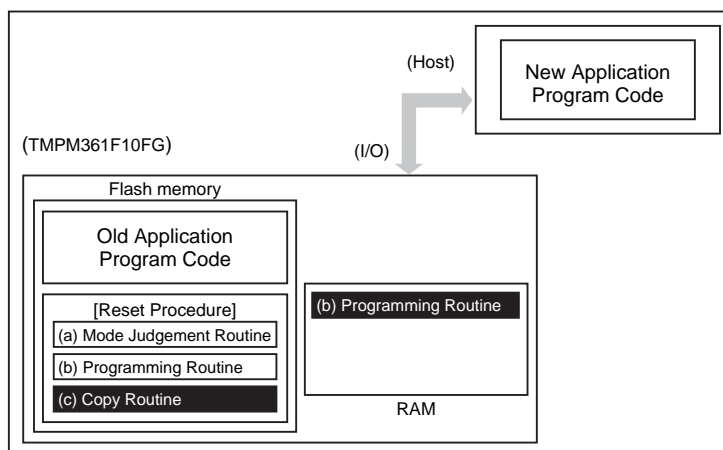 (Host)
New Application
Program Code
(TMPM361F10FG)
(I/O)
Flash memory
Old Application
Program Code
[Reset Procedure]
(a) Mode Judgement Routine
(b) Programming Routine
(c) Copy Routine
(b) Programming Routine
RAM